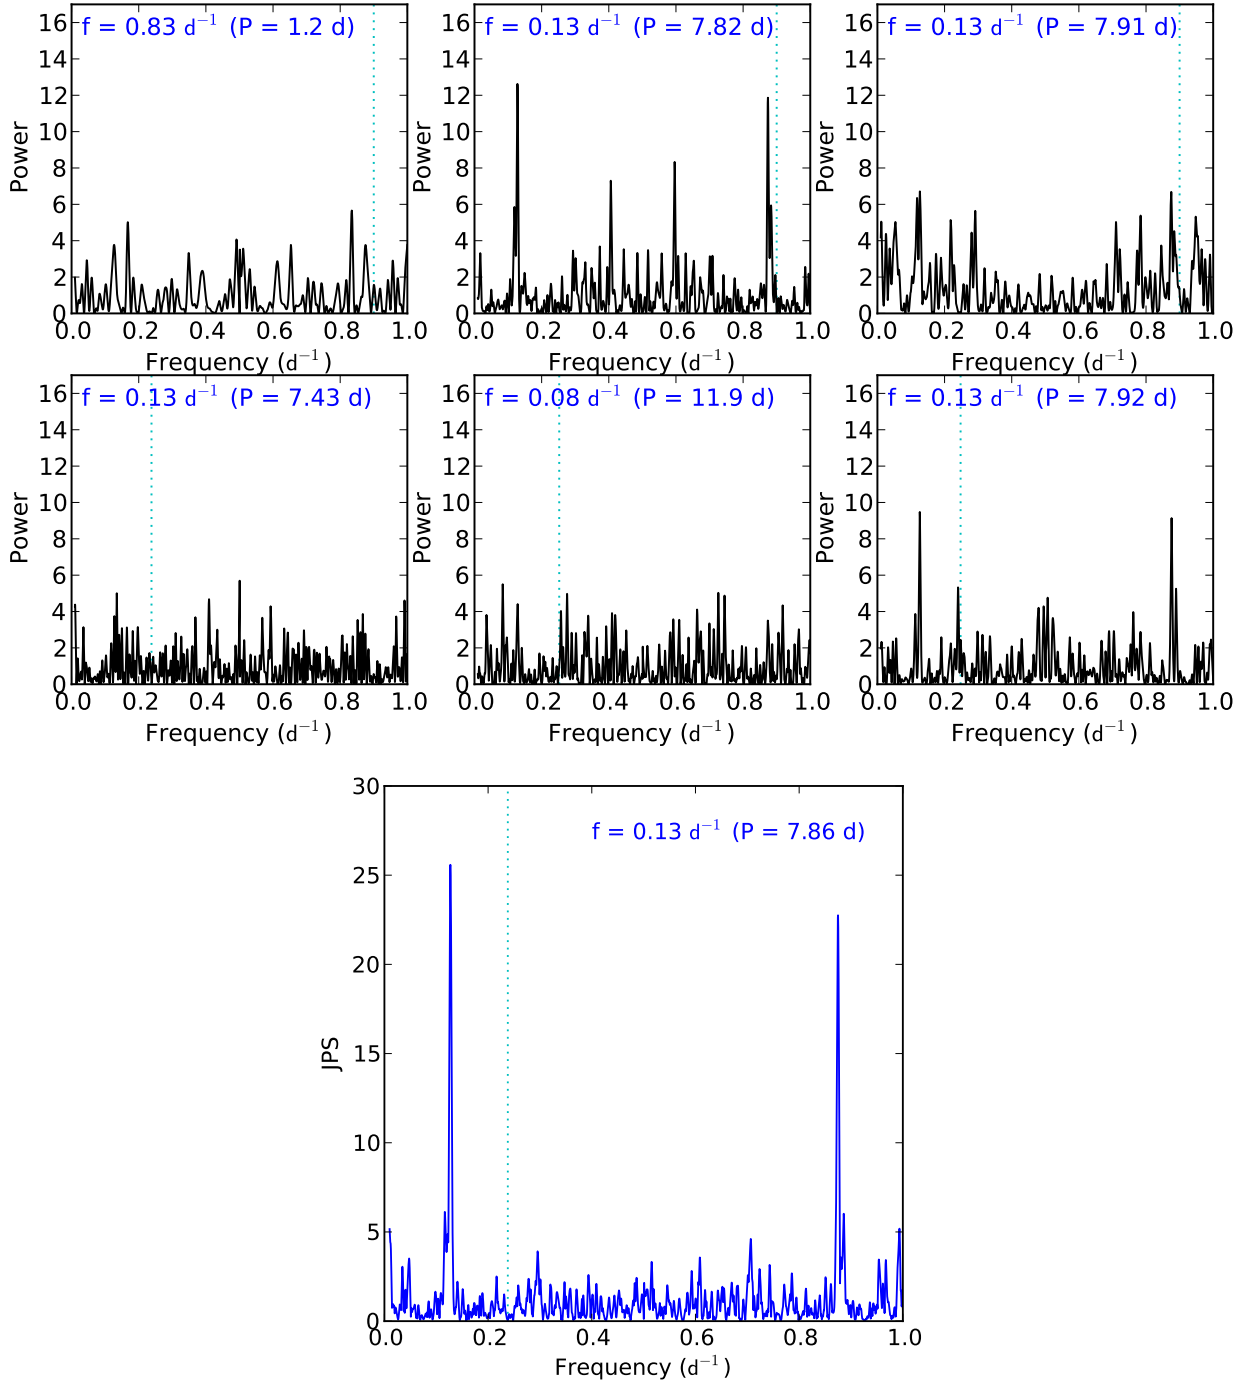 f = 0.83 d⁻¹ (P = 1.2 d)
Power
0 2 4 6 8 10 12 14 16
0.0 0.2 0.4 0.6 0.8 1.0
Frequency (d⁻¹)
f = 0.13 d⁻¹ (P = 7.82 d)
Power
0 2 4 6 8 10 12 14 16
0.0 0.2 0.4 0.6 0.8 1.0
Frequency (d⁻¹)
f = 0.13 d⁻¹ (P = 7.91 d)
Power
0 2 4 6 8 10 12 14 16
0.0 0.2 0.4 0.6 0.8 1.0
Frequency (d⁻¹)
f = 0.13 d⁻¹ (P = 7.43 d)
Power
0 2 4 6 8 10 12 14 16
0.0 0.2 0.4 0.6 0.8 1.0
Frequency (d⁻¹)
f = 0.08 d⁻¹ (P = 11.9 d)
Power
0 2 4 6 8 10 12 14 16
0.0 0.2 0.4 0.6 0.8 1.0
Frequency (d⁻¹)
f = 0.13 d⁻¹ (P = 7.92 d)
Power
0 2 4 6 8 10 12 14 16
0.0 0.2 0.4 0.6 0.8 1.0
Frequency (d⁻¹)
f = 0.13 d⁻¹ (P = 7.86 d)
JPS
0 5 10 15 20 25 30
0.0 0.2 0.4 0.6 0.8 1.0
Frequency (d⁻¹)